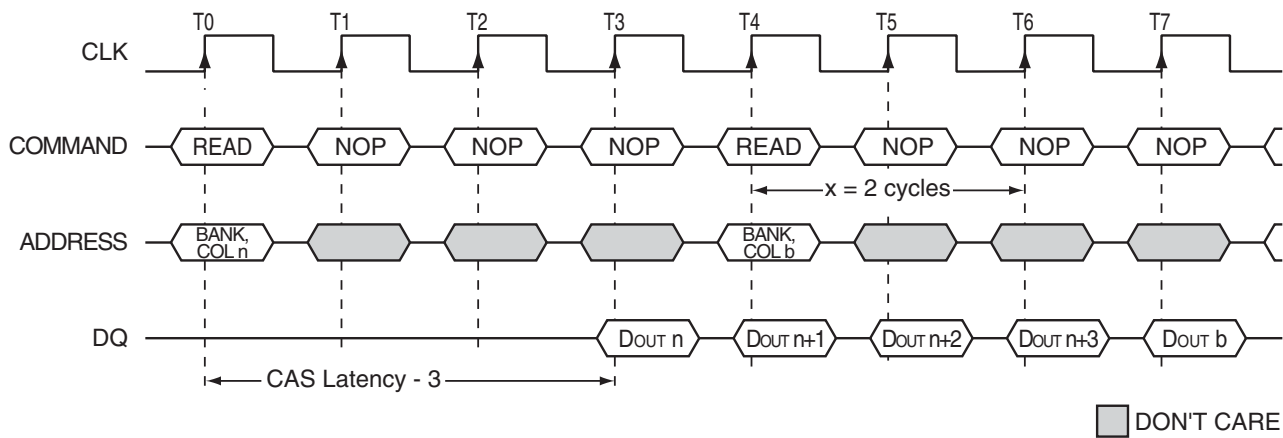 T0 T1 T2 T3 T4 T5 T6 T7
CLK
COMMAND READ NOP NOP NOP READ NOP NOP NOP
x = 2 cycles
ADDRESS BANK, COL n BANK, COL b
DQ DOUT n DOUT n+1 DOUT n+2 DOUT n+3 DOUT b
CAS Latency - 3
DON'T CARE